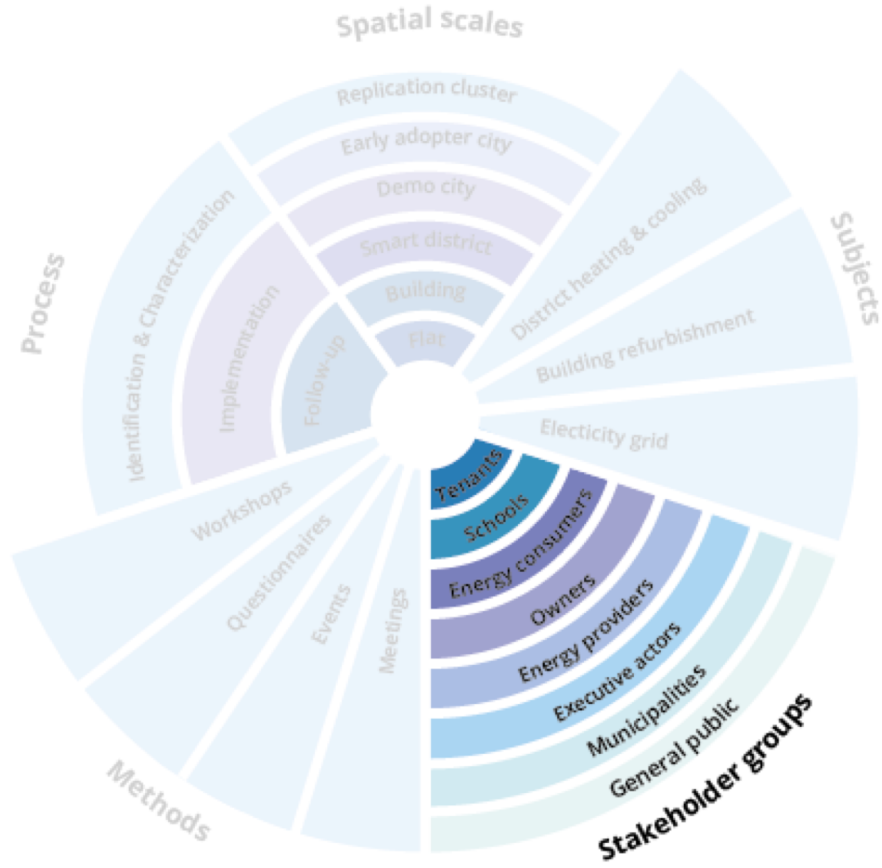 Spatial scales
Replication cluster
Early adopter city
Demo city
Smart district
Building
Flat
Subjects
District heating & cooling
Building refurbishment
Electicity grid
Stakeholder groups
Tenants
Schools
Energy consumers
Owners
Energy providers
Executive actors
Municipalities
General public
Methods
Meetings
Events
Questionnaires
Workshops
Process
Identification & Characterization
Implementation
Follow-up